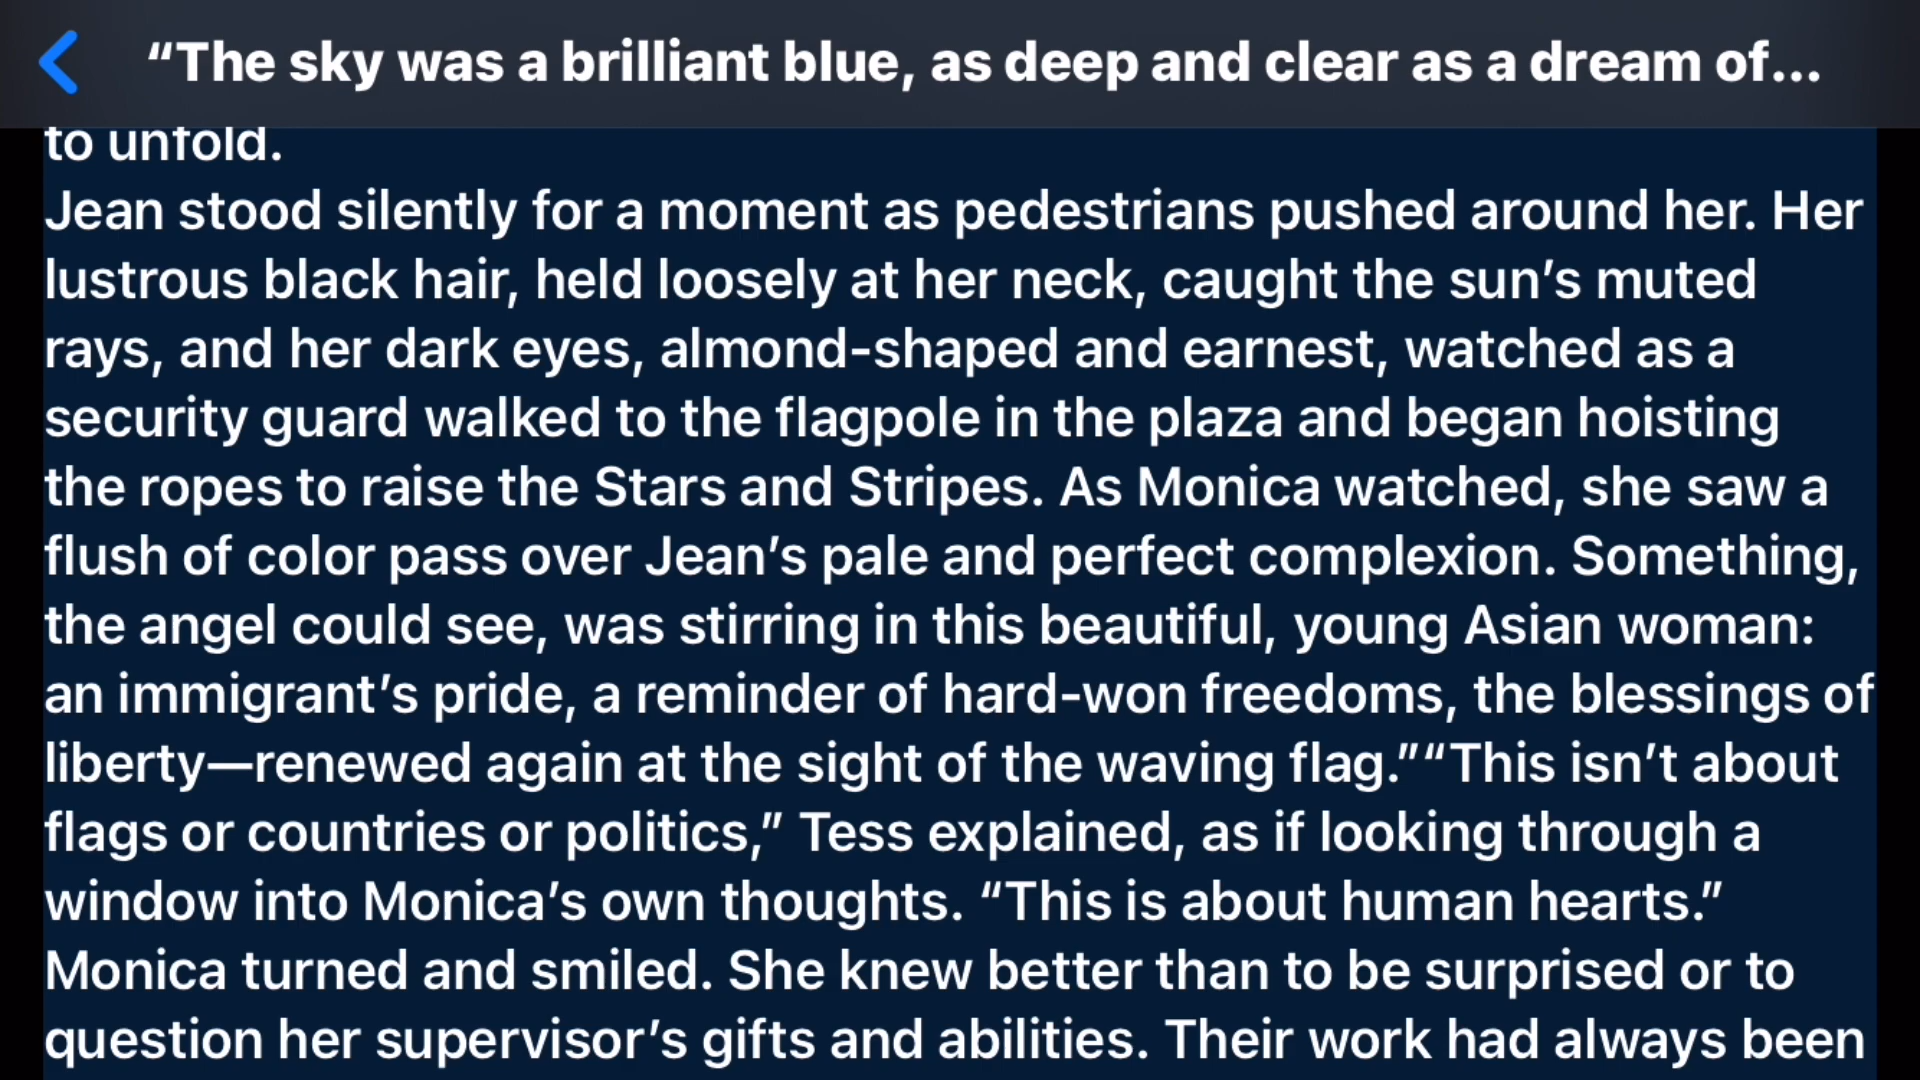 “The sky was a brilliant blue, as deep and clear as a dream of...
to unfold.
Jean stood silently for a moment as pedestrians pushed around her. Her
lustrous black hair, held loosely at her neck, caught the sun’s muted
rays, and her dark eyes, almond-shaped and earnest, watched as a
security guard walked to the flagpole in the plaza and began hoisting
the ropes to raise the Stars and Stripes. As Monica watched, she saw a
flush of color pass over Jean’s pale and perfect complexion. Something,
the angel could see, was stirring in this beautiful, young Asian woman:
an immigrant’s pride, a reminder of hard-won freedoms, the blessings of
liberty—renewed again at the sight of the waving flag.”“This isn’t about
flags or countries or politics,” Tess explained, as if looking through a
window into Monica’s own thoughts. “This is about human hearts.”
Monica turned and smiled. She knew better than to be surprised or to
question her supervisor’s gifts and abilities. Their work had always been